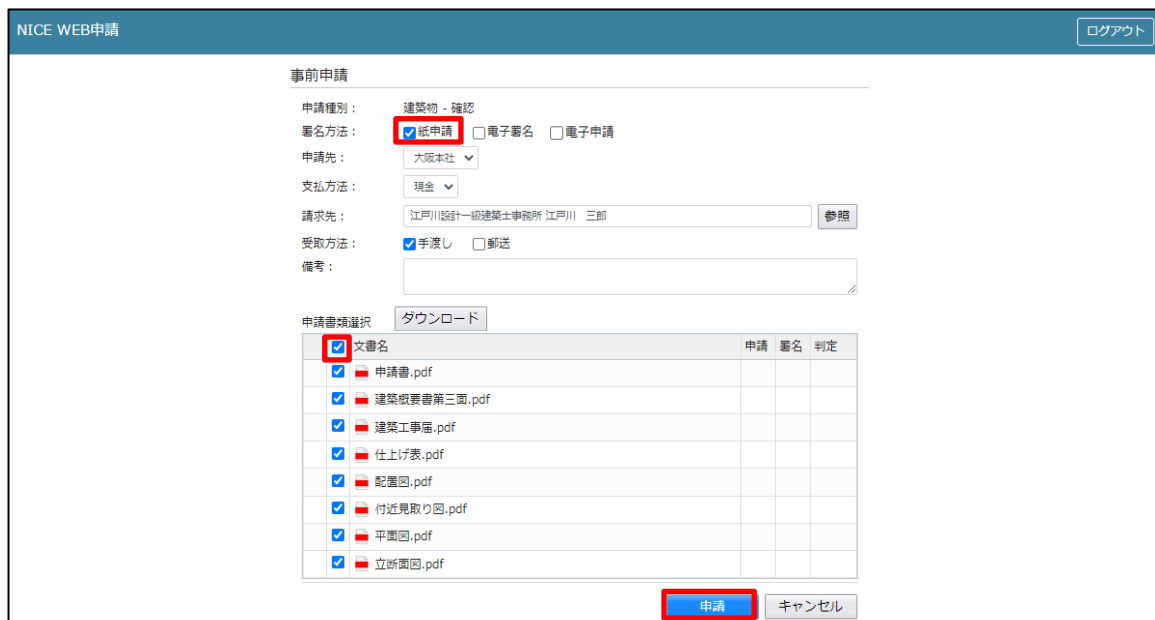 NICE WEB申請 ログアウト
事前申請
申請種別： 建築物 - 確認
署名方法： 紙申請 電子署名 電子申請
申請先： 大阪本社
支払方法： 現金
請求先： 江戸川設計一級建築士事務所 江戸川　三郎 参照
受取方法： 手渡し 郵送
備考：
申請書類選択 ダウンロード
文書名 申請 署名 判定
申請書.pdf
建築概要書第三面.pdf
建築工事届.pdf
仕上げ表.pdf
配置図.pdf
付近見取り図.pdf
平面図.pdf
立断面図.pdf
申請 キャンセル